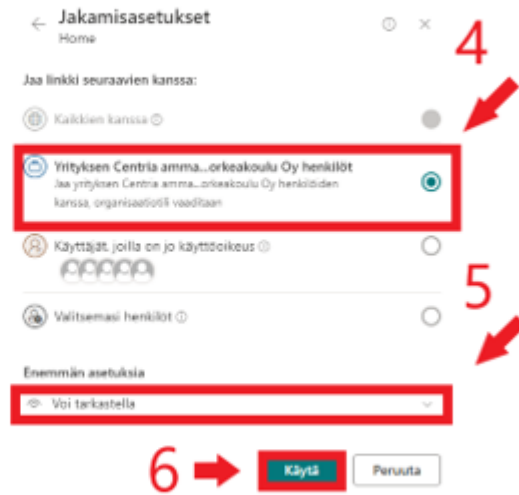 Jakamisasetukset
Home
4
Jaa linkki seuraavien kanssa:
Kaikkien kanssa
Yrityksen Centria amma...orkeakoulu Oy henkilöt
Jaa yrityksen Centria amma...orkeakoulu Oy henkilöiden
kanssa, organisaatiotili vaaditaan
Käyttäjät, joilla on jo käyttöoikeus
5
Valitsemasi henkilöt
Enemmän asetuksia
Voi tarkastella
6
Käytä
Peruuta